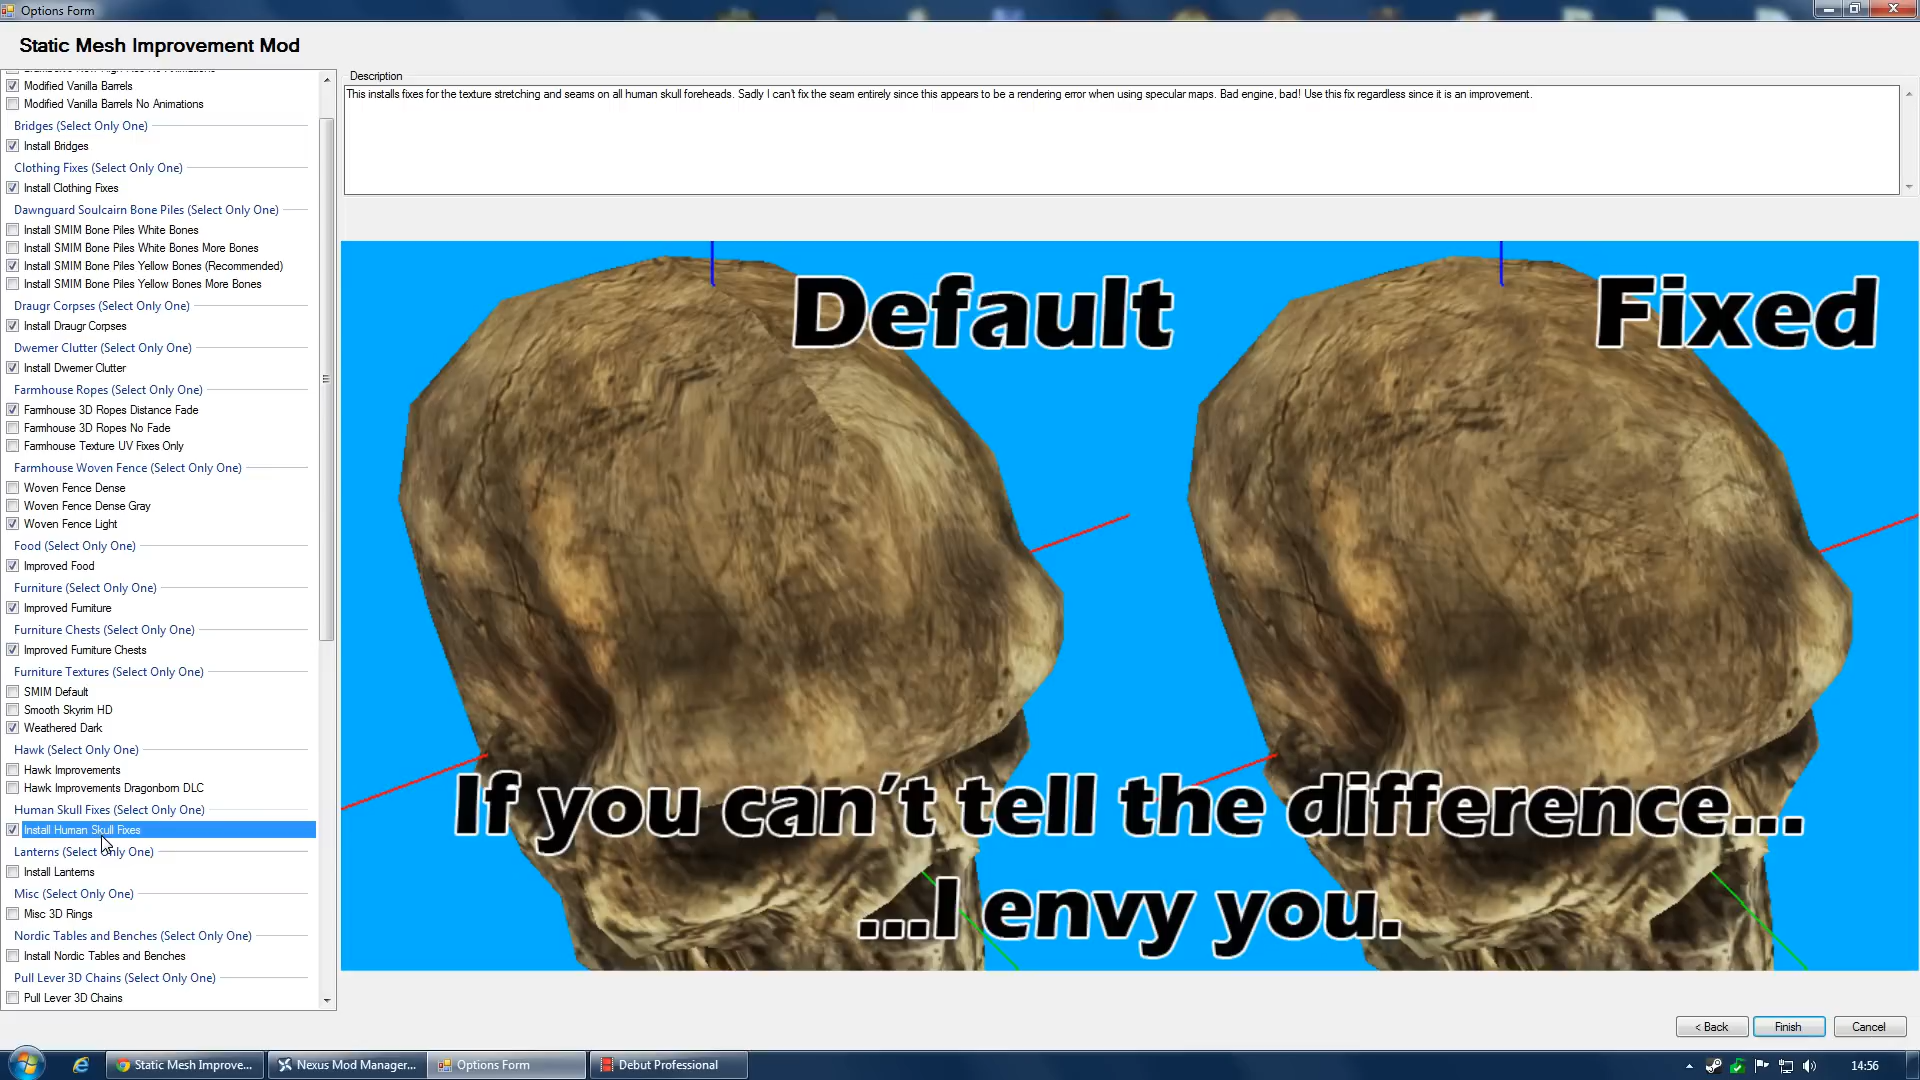 Options Form
Static Mesh Improvement Mod
Modified Vanilla Barrels
Modified Vanilla Barrels No Animations
Bridges (Select Only One)
Install Bridges
Clothing Fixes (Select Only One)
Install Clothing Fixes
Dawnguard Soulcairn Bone Piles (Select Only One)
Install SMIM Bone Piles White Bones
Install SMIM Bone Piles White Bones More Bones
Install SMIM Bone Piles Yellow Bones (Recommended)
Install SMIM Bone Piles Yellow Bones More Bones
Draugr Corpses (Select Only One)
Install Draugr Corpses
Dwemer Clutter (Select Only One)
Install Dwemer Clutter
Farmhouse Ropes (Select Only One)
Farmhouse 3D Ropes Distance Fade
Farmhouse 3D Ropes No Fade
Farmhouse Texture UV Fixes Only
Farmhouse Woven Fence (Select Only One)
Woven Fence Dense
Woven Fence Dense Gray
Woven Fence Light
Food (Select Only One)
Improved Food
Furniture (Select Only One)
Improved Furniture
Furniture Chests (Select Only One)
Improved Furniture Chests
Furniture Textures (Select Only One)
SMIM Default
Smooth Skyrim HD
Weathered Dark
Hawk (Select Only One)
Hawk Improvements
Hawk Improvements Dragonborn DLC
Human Skull Fixes (Select Only One)
Install Human Skull Fixes
Lanterns (Select Only One)
Install Lanterns
Misc (Select Only One)
Misc 3D Rings
Nordic Tables and Benches (Select Only One)
Install Nordic Tables and Benches
Pull Lever 3D Chains (Select Only One)
Pull Lever 3D Chains
Description
This installs fixes for the texture stretching and seams on all human skull foreheads. Sadly I can't fix the seam entirely since this appears to be a rendering error when using specular maps. Bad engine, bad! Use this fix regardless since it is an improvement.
Default
Fixed
If you can't tell the difference...
...I envy you.
< Back
Finish
Cancel
Static Mesh Improve...
Nexus Mod Manager...
Options Form
Debut Professional
14:56